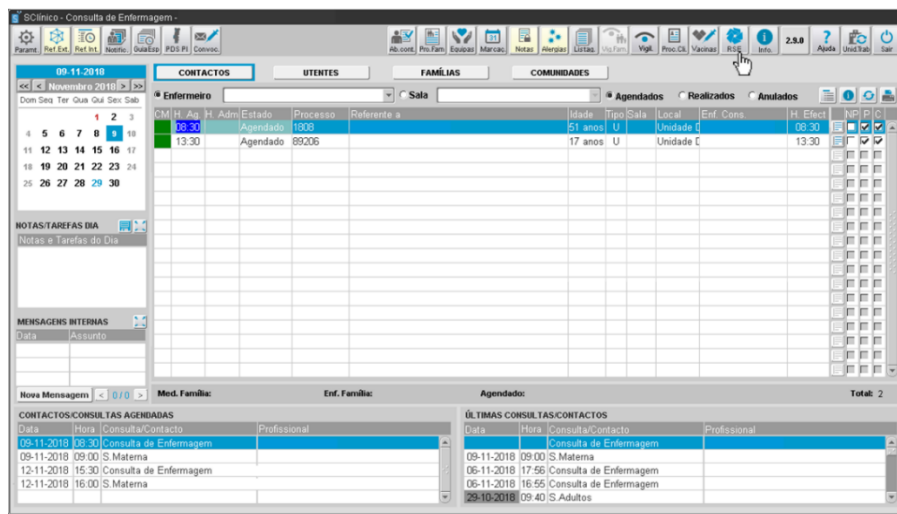 SClínico - Consulta de Enfermagem -
Paramt. Ref.Ext. Ref.Int. Notific. GuiaEsp PDS PI Convoc. Ab.cont. Pro.Fam Equipas Marcac. Notas Alergias Listas Vig.Fam. Vigil. Proc.Clí. Vacinas RSE Info. 2.9.0 Ajuda Unid.Trab Sair
09-11-2018
CONTACTOS UTENTES FAMÍLIAS COMUNIDADES
<< < Novembro 2018 > >>
Enfermeiro Sala Agendados Realizados Anulados
Dom Seg Ter Qua Qui Sex Sab
1 2 3
4 5 6 7 8 9 10
11 12 13 14 15 16 17
18 19 20 21 22 23 24
25 26 27 28 29 30
CM H. Ag. H. Adm Estado Processo Referente a Idade Tipo Sala Local Enf. Cons. H. Efect NP P C
08:30 Agendado 1808 51 anos U Unidade D 08:30
13:30 Agendado 89206 17 anos U Unidade D 13:30
NOTAS/TAREFAS DIA
Notas e Tarefas do Dia
MENSAGENS INTERNAS
Data Assunto
Nova Mensagem < 0/0 >
Med. Família: Enf. Família: Agendado: Total: 2
CONTACTOS/CONSULTAS AGENDADAS
Data Hora Consulta/Contacto Profissional
09-11-2018 08:30 Consulta de Enfermagem
09-11-2018 09:00 S.Materna
12-11-2018 15:30 Consulta de Enfermagem
12-11-2018 16:00 S.Materna
ÚLTIMAS CONSULTAS/CONTACTOS
Data Hora Consulta/Contacto Profissional
Consulta de Enfermagem
09-11-2018 09:00 S.Materna
06-11-2018 17:56 Consulta de Enfermagem
06-11-2018 16:55 Consulta de Enfermagem
29-10-2018 09:40 S.Adultos